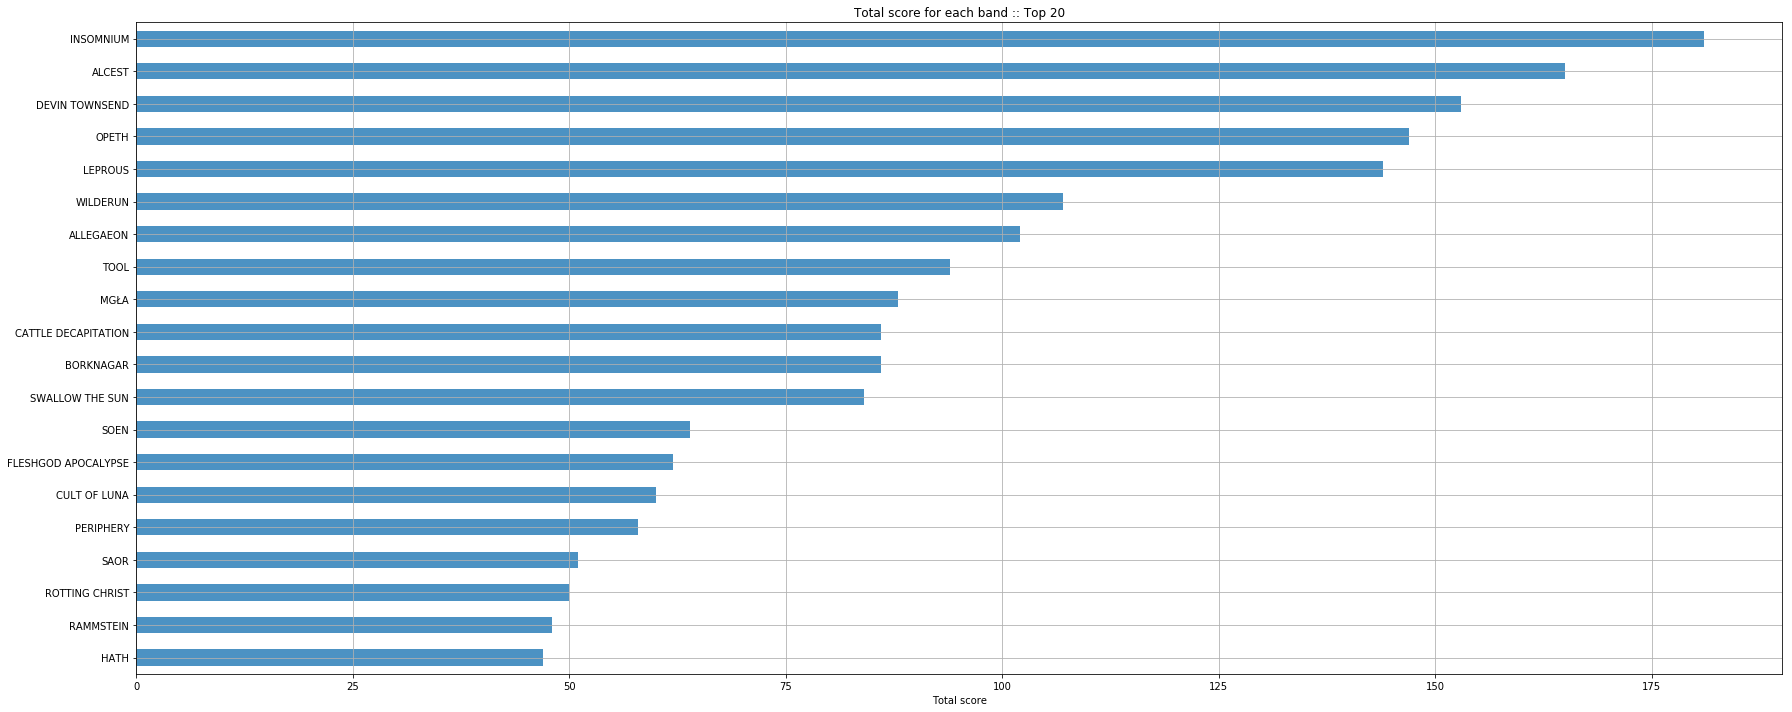 Total score for each band :: Top 20
INSOMNIUM
ALCEST
DEVIN TOWNSEND
OPETH
LEPROUS
WILDERUN
ALLEGAEON
TOOL
MGŁA
CATTLE DECAPITATION
BORKNAGAR
SWALLOW THE SUN
SOEN
FLESHGOD APOCALYPSE
CULT OF LUNA
PERIPHERY
SAOR
ROTTING CHRIST
RAMMSTEIN
HATH
0 25 50 75 100 125 150 175
Total score